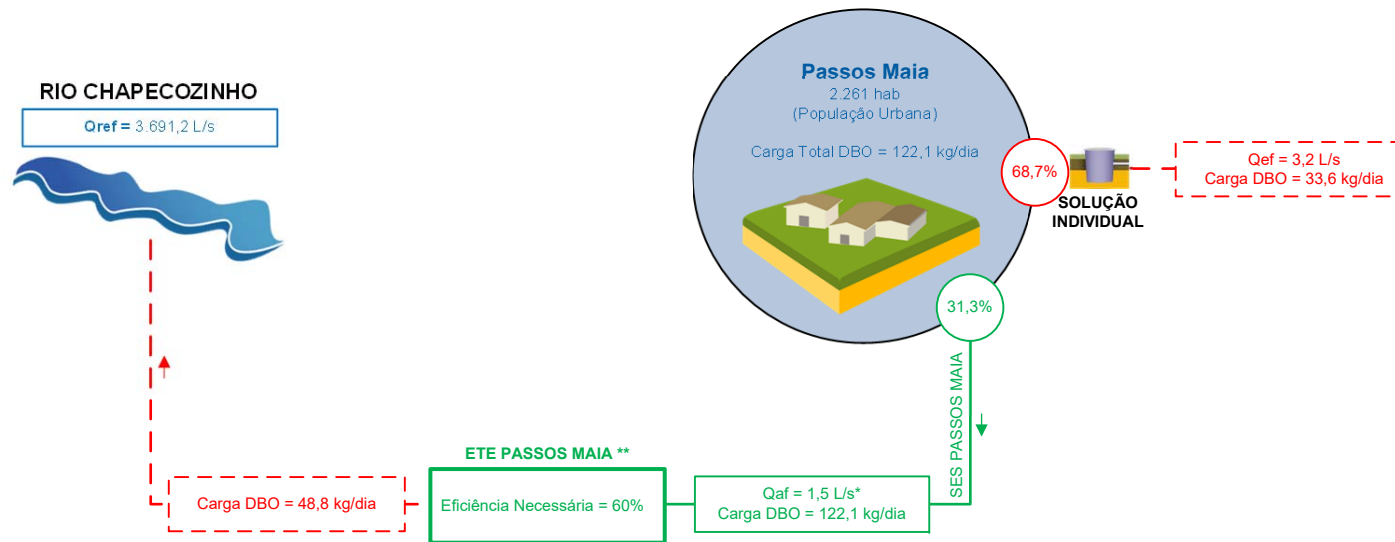 RIO CHAPECOZINHO
Qref = 3.691,2 L/s
Passos Maia
2.261 hab
(População Urbana)
Carga Total DBO = 122,1 kg/dia
68,7%
SOLUÇÃO
INDIVIDUAL
Qef = 3,2 L/s
Carga DBO = 33,6 kg/dia
31,3%
SES PASSOS MAIA
ETE PASSOS MAIA **
Carga DBO = 48,8 kg/dia
Eficiência Necessária = 60%
Qaf = 1,5 L/s*
Carga DBO = 122,1 kg/dia